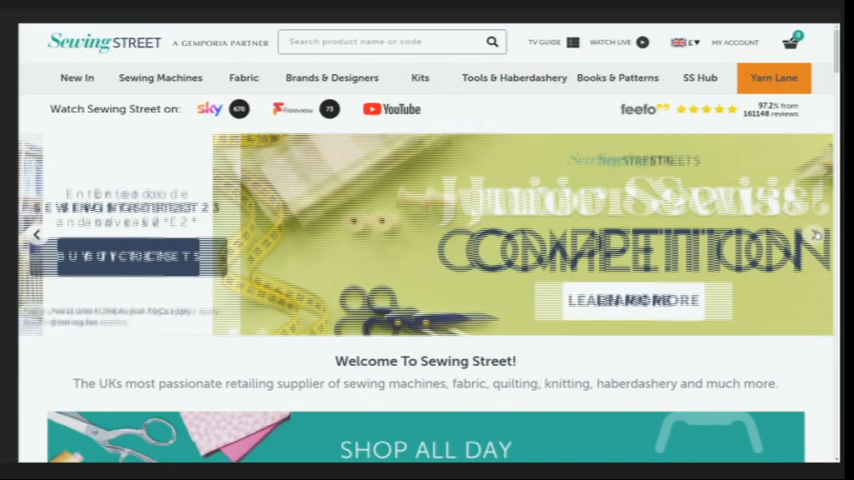 Sewing STREET
A GEMPORIA PARTNER
Search product name or code
TV GUIDE
WATCH LIVE
£
MY ACCOUNT
0
New In
Sewing Machines
Fabric
Brands & Designers
Kits
Tools & Haberdashery
Books & Patterns
SS Hub
Yarn Lane
Watch Sewing Street on:
sky
670
Freeview
73
YouTube
feefo
97.2% from
161148 reviews
COMPETITION
LEARN MORE
Welcome To Sewing Street!
The UKs most passionate retailing supplier of sewing machines, fabric, quilting, knitting, haberdashery and much more.
SHOP ALL DAY